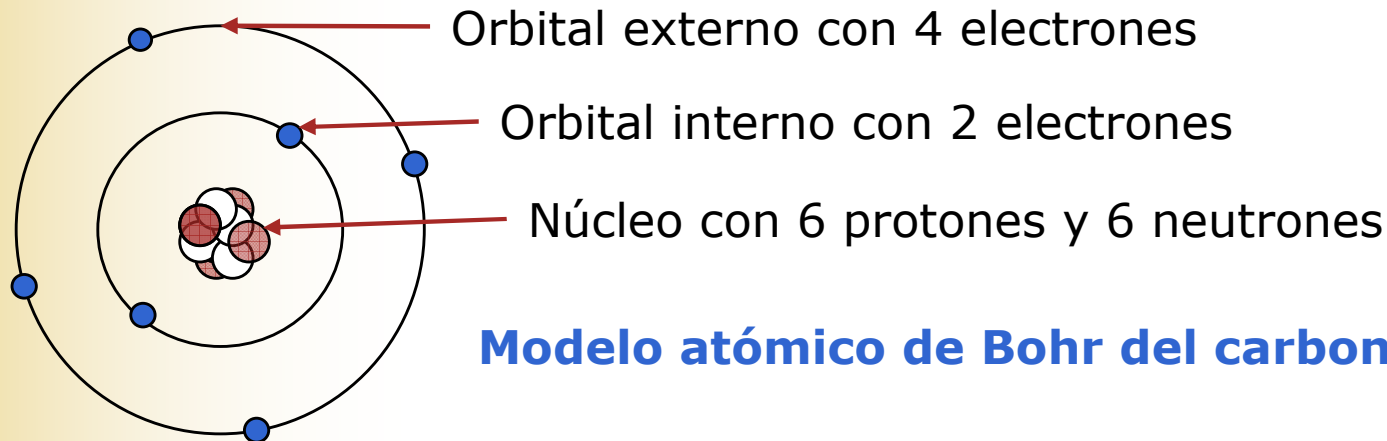 Orbital externo con 4 electrones
Orbital interno con 2 electrones
Núcleo con 6 protones y 6 neutrones
Modelo atómico de Bohr del carbon